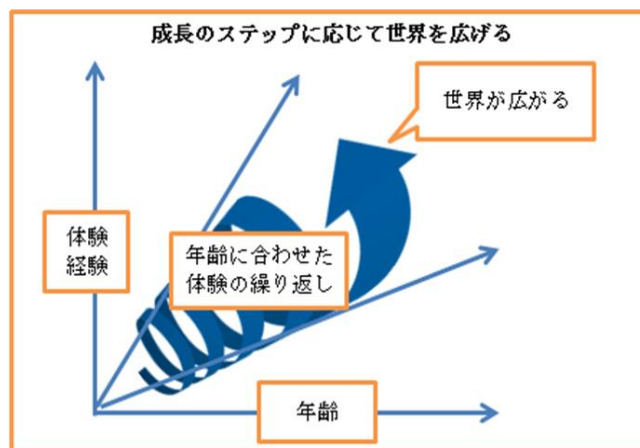 成長のステップに応じて世界を広げる
世界が広がる
体験
経験
年齢に合わせた
体験の繰り返し
年齢